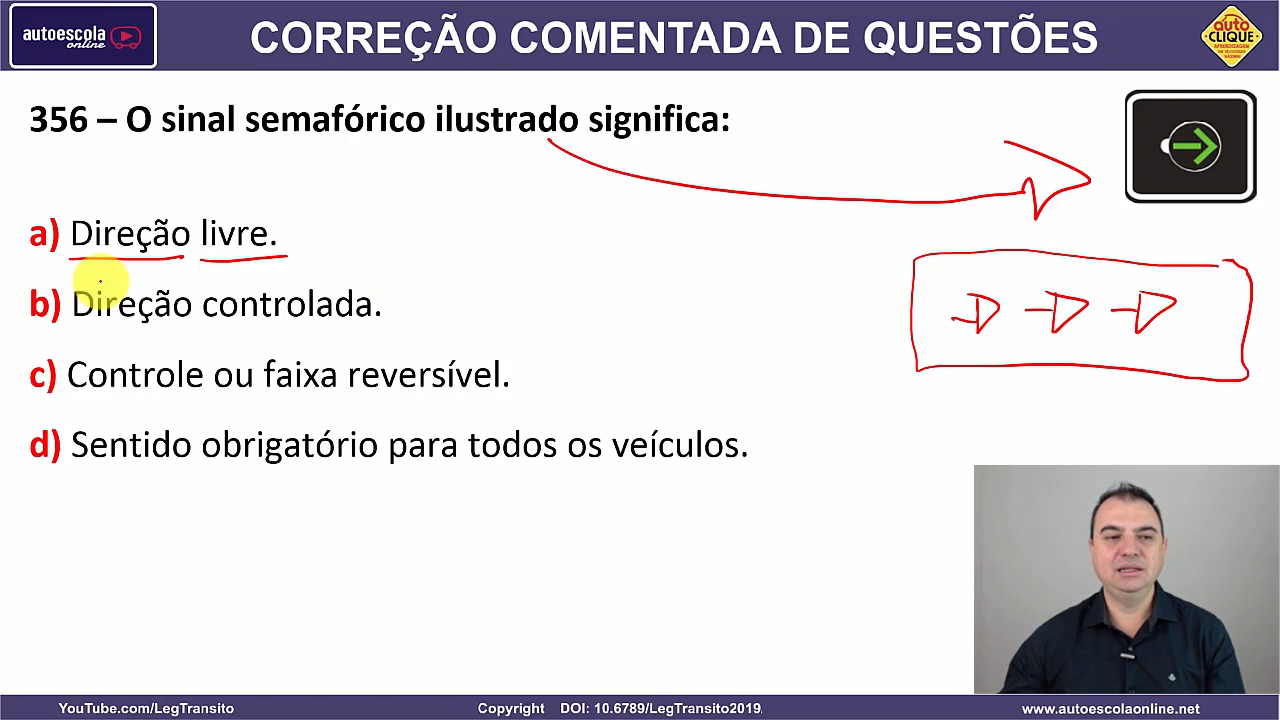 autoescola
online
CORREÇÃO COMENTADA DE QUESTÕES
auto
CLIQUE
356 – O sinal semafórico ilustrado significa:
a) Direção livre.
b) Direção controlada.
c) Controle ou faixa reversível.
d) Sentido obrigatório para todos os veículos.
YouTube.com/LegTransito Copyright DOI: 10.6789/LegTransito2019. www.autoescolaonline.net